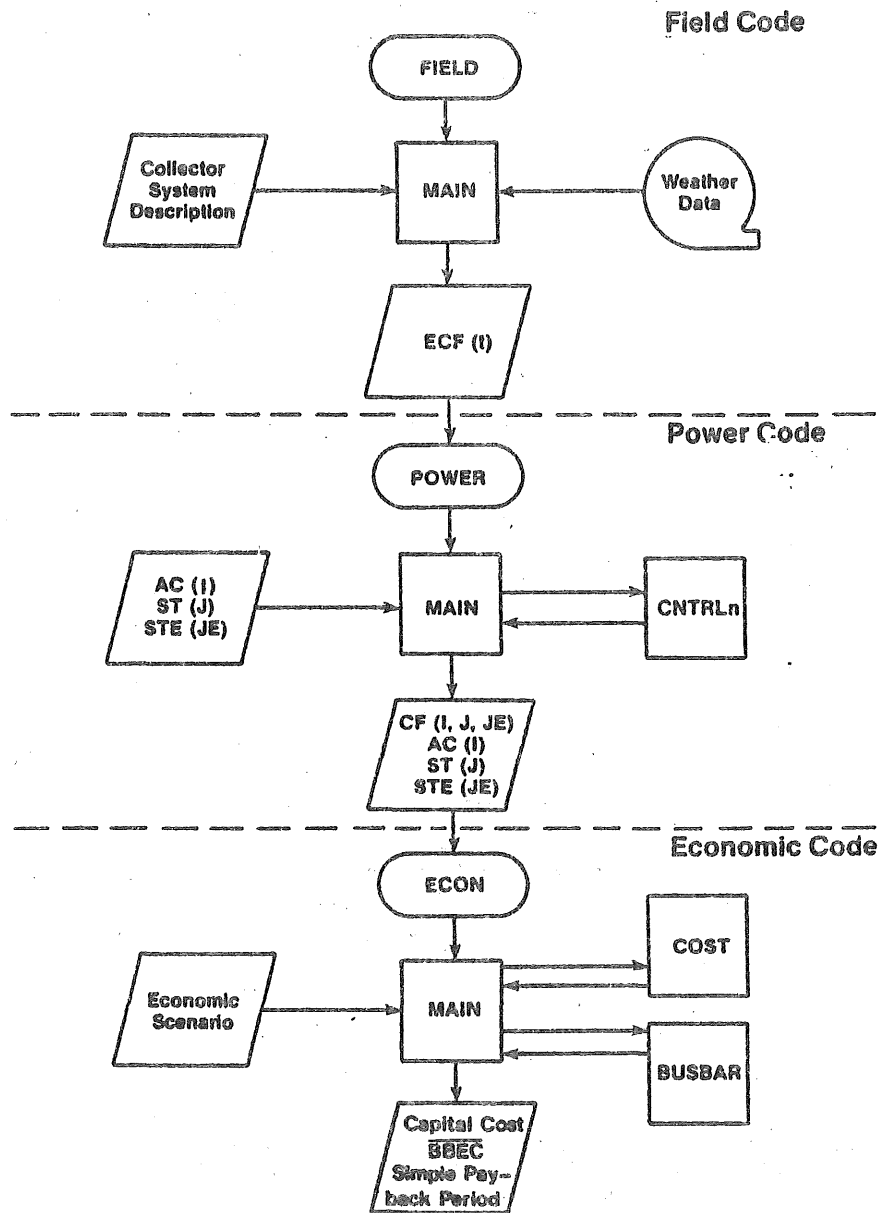 Field Code
FIELD
Collector
System
Description
MAIN
Weather
Data
ECF (I)
Power Code
POWER
AC (I)
ST (J)
STE (JE)
MAIN
CNTRLn
CF (I, J, JE)
AC (I)
ST (J)
STE (JE)
Economic Code
ECON
COST
Economic
Scenario
MAIN
BUSBAR
Capital Cost
B̅B̅E̅C̅
Simple Pay-
back Period